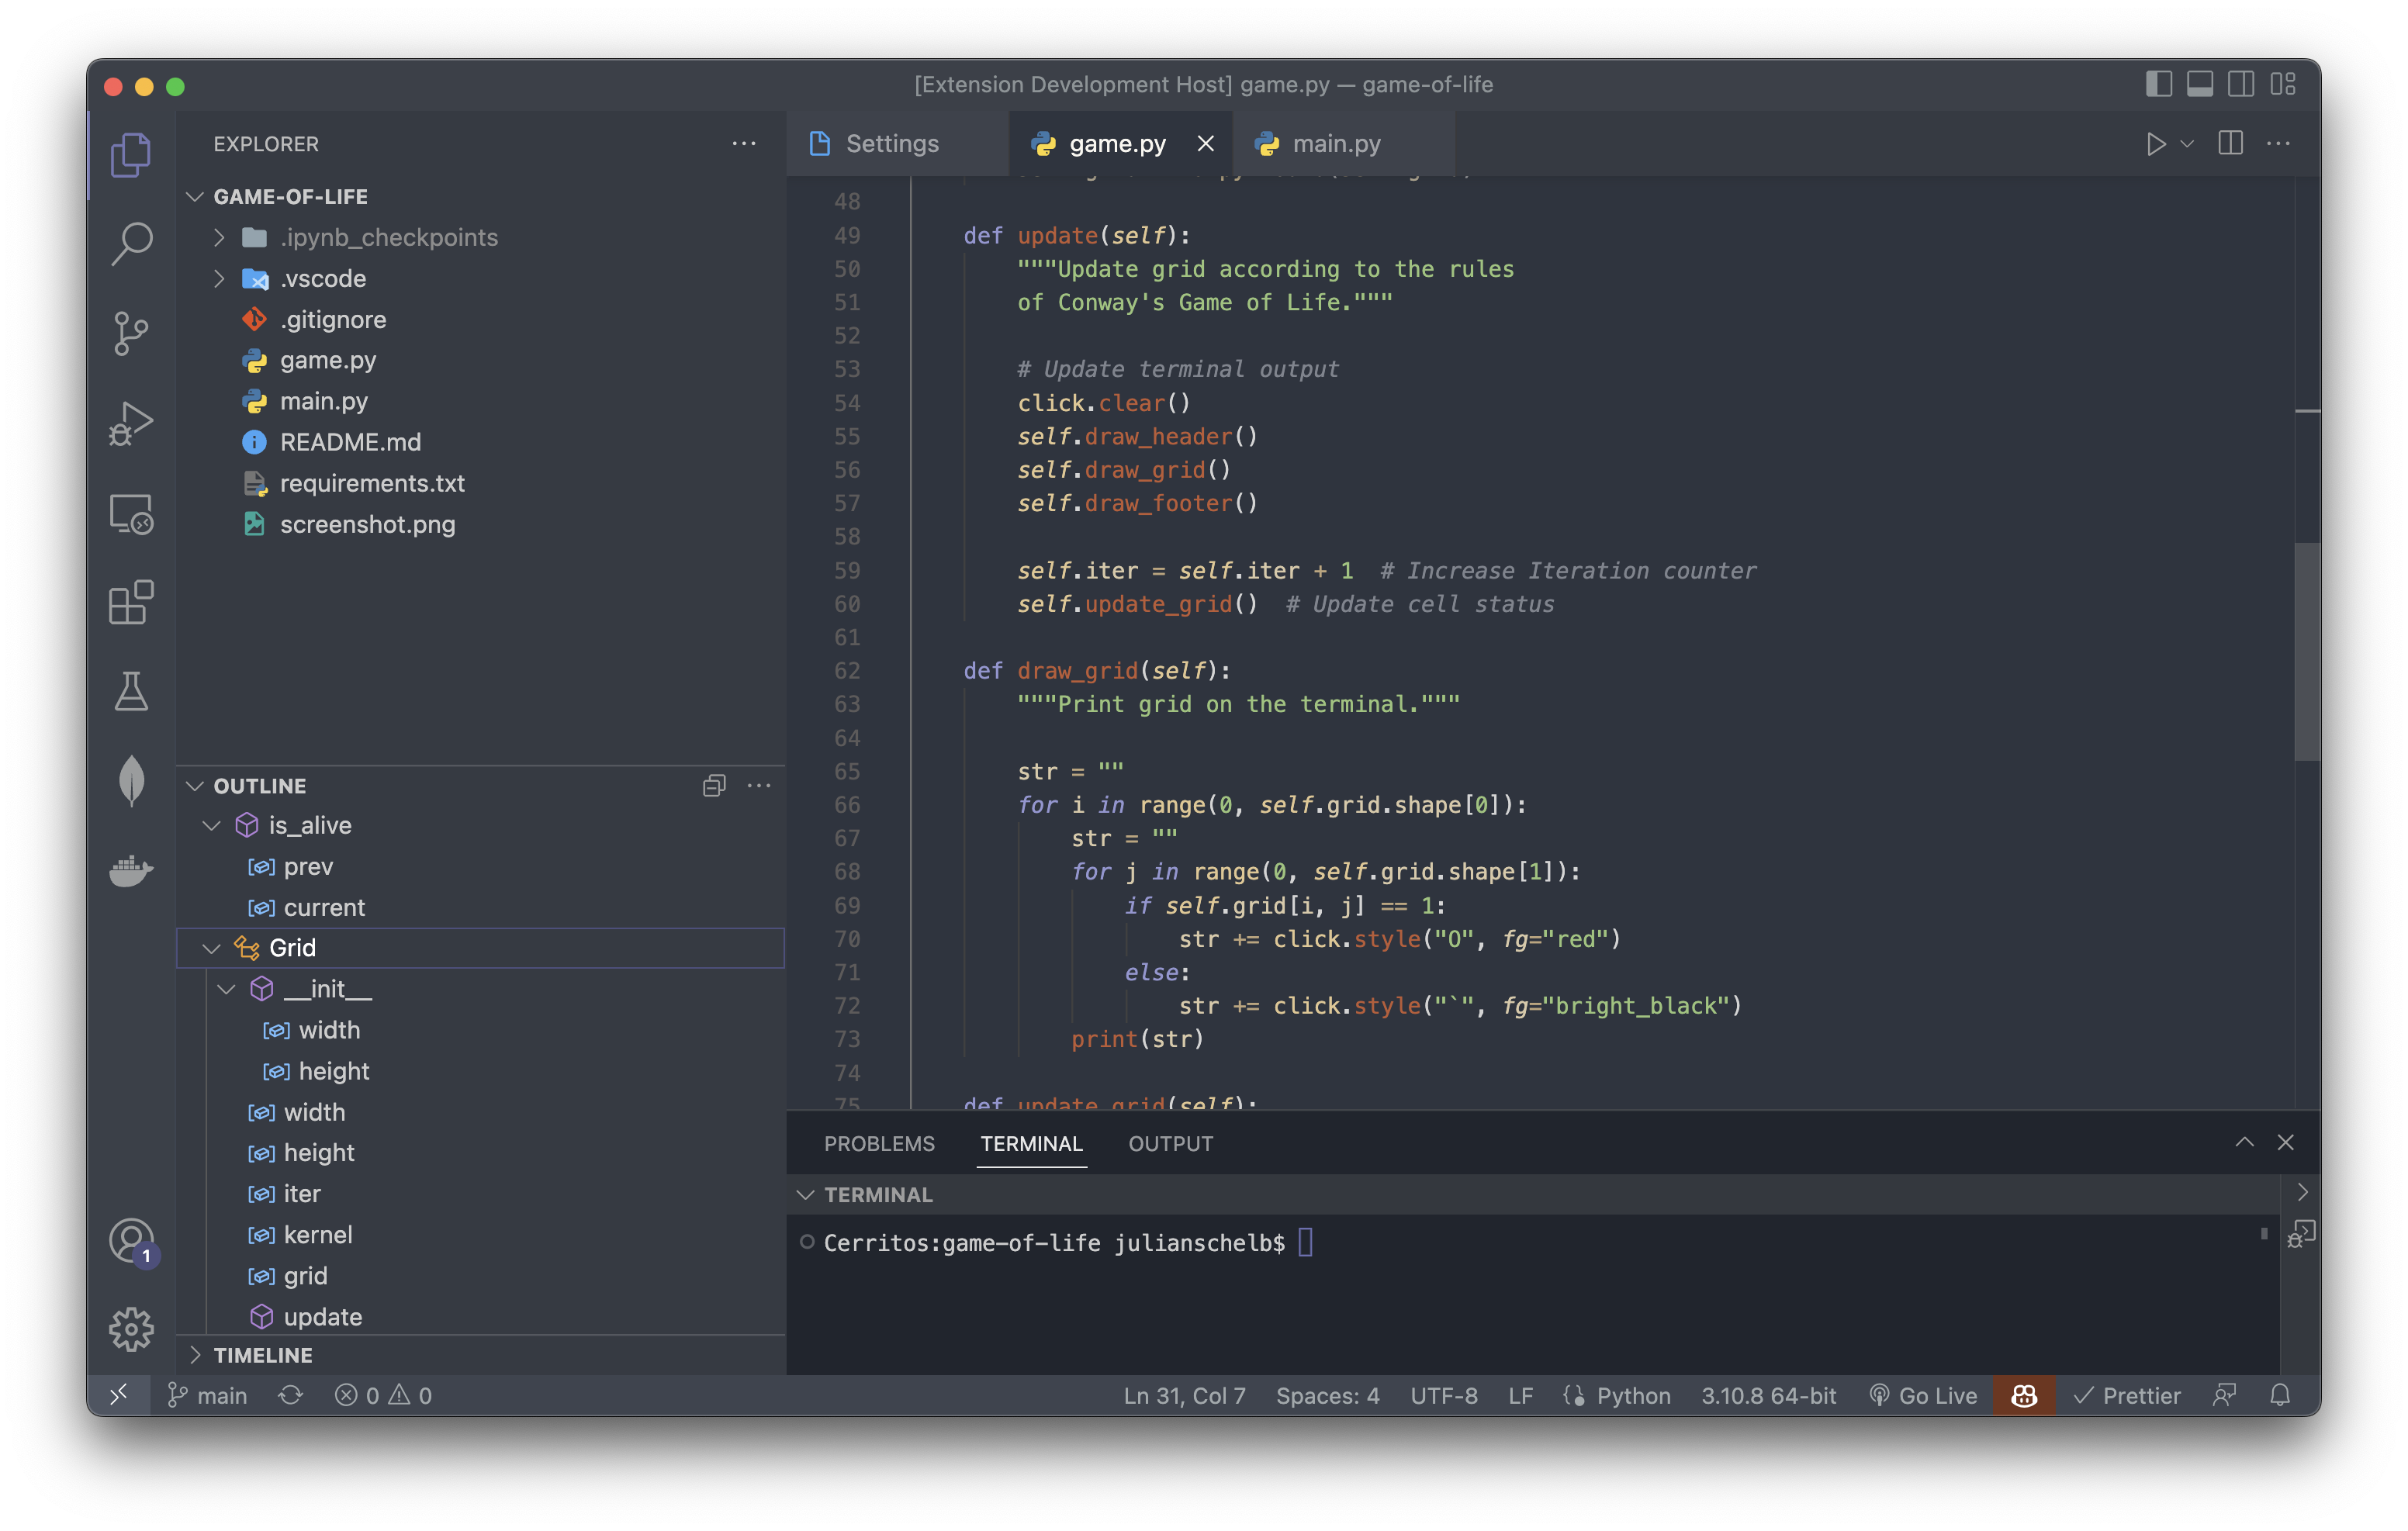 [Extension Development Host] game.py — game-of-life
EXPLORER
GAME-OF-LIFE
.ipynb_checkpoints
.vscode
.gitignore
game.py
main.py
README.md
requirements.txt
screenshot.png
OUTLINE
is_alive
prev
current
Grid
__init__
width
height
width
height
iter
kernel
grid
update
TIMELINE
Settings
game.py
main.py
48
49 def update(self):
50 """Update grid according to the rules
51 of Conway's Game of Life."""
52
53 # Update terminal output
54 click.clear()
55 self.draw_header()
56 self.draw_grid()
57 self.draw_footer()
58
59 self.iter = self.iter + 1  # Increase Iteration counter
60 self.update_grid()  # Update cell status
61
62 def draw_grid(self):
63 """Print grid on the terminal."""
64
65 str = ""
66 for i in range(0, self.grid.shape[0]):
67 str = ""
68 for j in range(0, self.grid.shape[1]):
69 if self.grid[i, j] == 1:
70 str += click.style("O", fg="red")
71 else:
72 str += click.style("`", fg="bright_black")
73 print(str)
74
75 def update_grid(self):
PROBLEMS TERMINAL OUTPUT
TERMINAL
Cerritos:game-of-life julianschelb$
1
main 0 0 Ln 31, Col 7 Spaces: 4 UTF-8 LF Python 3.10.8 64-bit Go Live Prettier